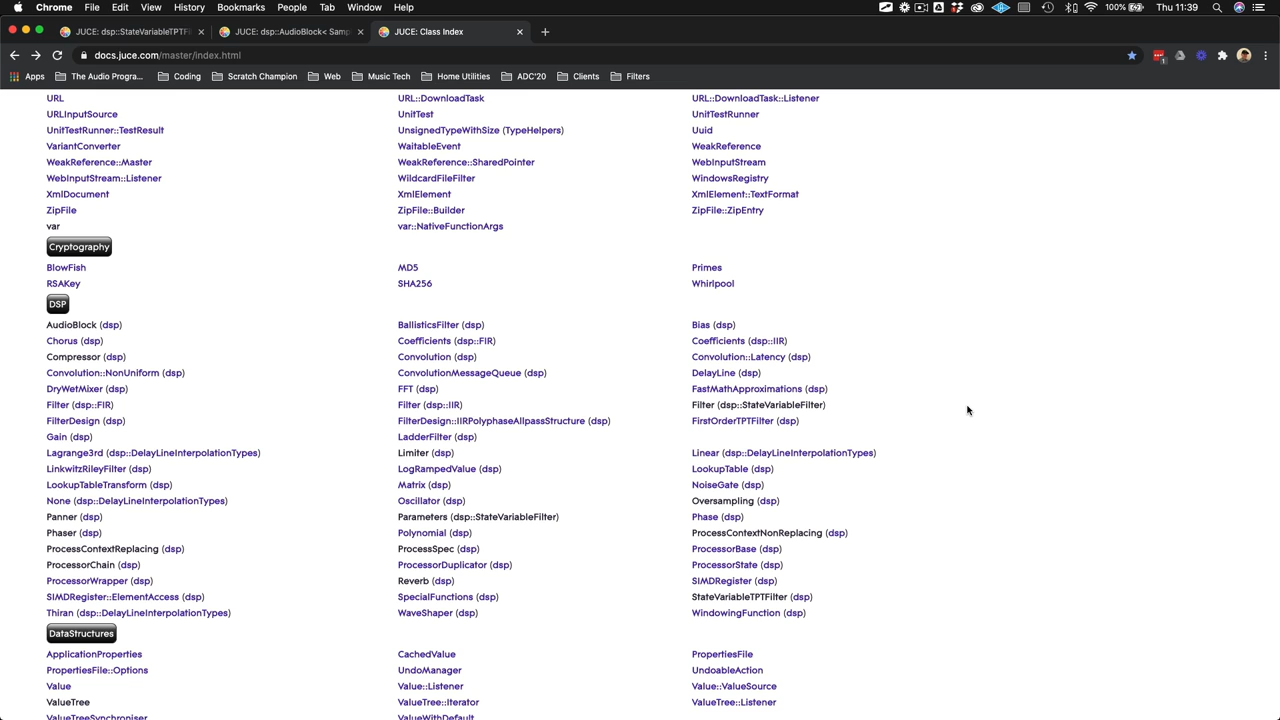 Chrome File Edit View History Bookmarks People Tab Window Help 100% Thu 11:39
JUCE: dsp::StateVariableTPTFil JUCE: dsp::AudioBlock< Samp JUCE: Class Index
docs.juce.com/master/index.html
Apps The Audio Progra... Coding Scratch Champion Web Music Tech Home Utilities ADC'20 Clients Filters
URL URL::DownloadTask URL::DownloadTask::Listener
URLInputSource UnitTest UnitTestRunner
UnitTestRunner::TestResult UnsignedTypeWithSize (TypeHelpers) Uuid
VariantConverter WaitableEvent WeakReference
WeakReference::Master WeakReference::SharedPointer WebInputStream
WebInputStream::Listener WildcardFileFilter WindowsRegistry
XmlDocument XmlElement XmlElement::TextFormat
ZipFile ZipFile::Builder ZipFile::ZipEntry
var var::NativeFunctionArgs
Cryptography
BlowFish MD5 Primes
RSAKey SHA256 Whirlpool
DSP
AudioBlock (dsp) BallisticsFilter (dsp) Bias (dsp)
Chorus (dsp) Coefficients (dsp::FIR) Coefficients (dsp::IIR)
Compressor (dsp) Convolution (dsp) Convolution::Latency (dsp)
Convolution::NonUniform (dsp) ConvolutionMessageQueue (dsp) DelayLine (dsp)
DryWetMixer (dsp) FFT (dsp) FastMathApproximations (dsp)
Filter (dsp::FIR) Filter (dsp::IIR) Filter (dsp::StateVariableFilter)
FilterDesign (dsp) FilterDesign::IIRPolyphaseAllpassStructure (dsp) FirstOrderTPTFilter (dsp)
Gain (dsp) LadderFilter (dsp)
Lagrange3rd (dsp::DelayLineInterpolationTypes) Limiter (dsp) Linear (dsp::DelayLineInterpolationTypes)
LinkwitzRileyFilter (dsp) LogRampedValue (dsp) LookupTable (dsp)
LookupTableTransform (dsp) Matrix (dsp) NoiseGate (dsp)
None (dsp::DelayLineInterpolationTypes) Oscillator (dsp) Oversampling (dsp)
Panner (dsp) Parameters (dsp::StateVariableFilter) Phase (dsp)
Phaser (dsp) Polynomial (dsp) ProcessContextNonReplacing (dsp)
ProcessContextReplacing (dsp) ProcessSpec (dsp) ProcessorBase (dsp)
ProcessorChain (dsp) ProcessorDuplicator (dsp) ProcessorState (dsp)
ProcessorWrapper (dsp) Reverb (dsp) SIMDRegister (dsp)
SIMDRegister::ElementAccess (dsp) SpecialFunctions (dsp) StateVariableTPTFilter (dsp)
Thiran (dsp::DelayLineInterpolationTypes) WaveShaper (dsp) WindowingFunction (dsp)
DataStructures
ApplicationProperties CachedValue PropertiesFile
PropertiesFile::Options UndoManager UndoableAction
Value Value::Listener Value::ValueSource
ValueTree ValueTree::Iterator ValueTree::Listener
ValueTreeSynchroniser ValueWithDefault